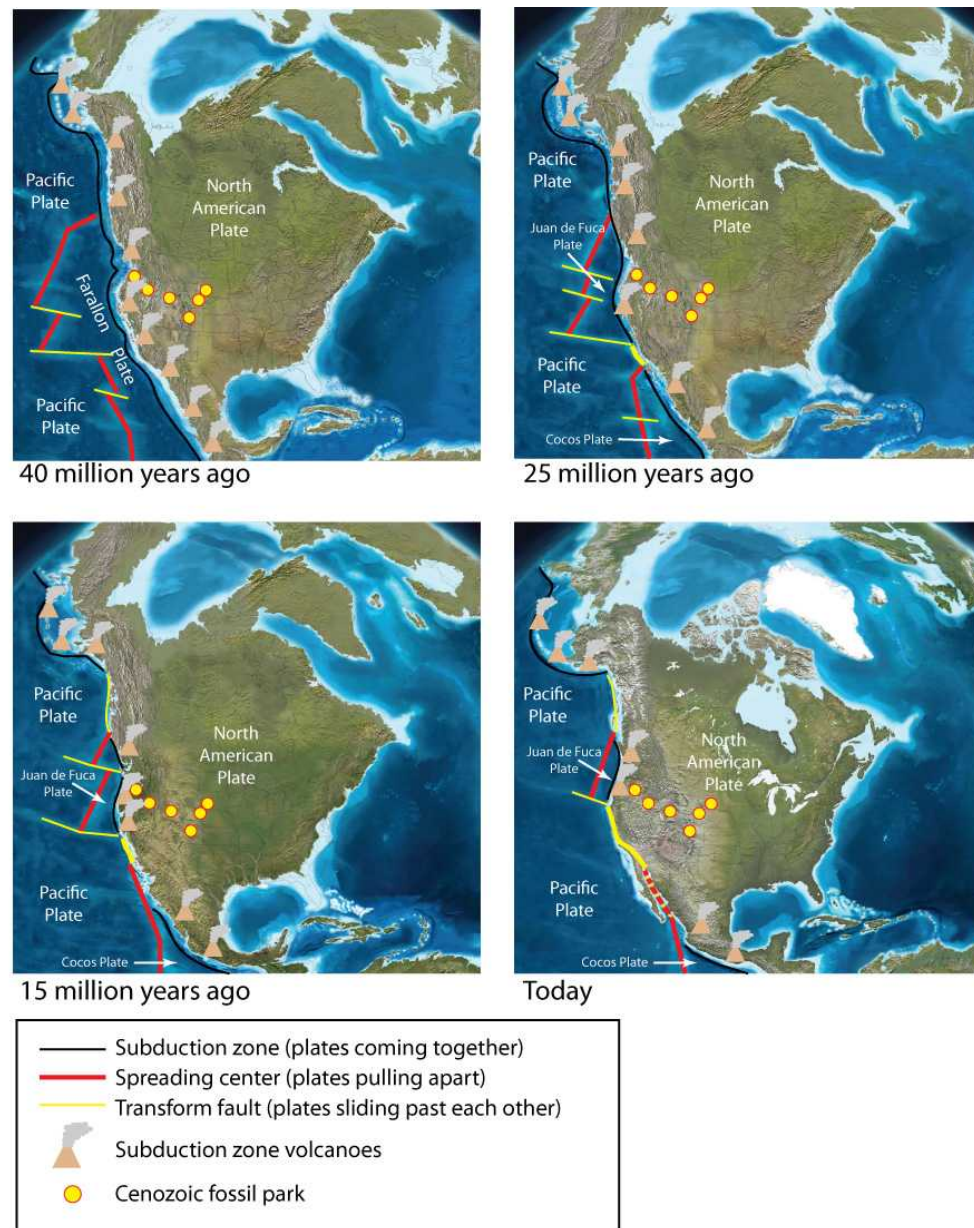 Pacific
Plate
North
American
Plate
Farallon
Plate
Pacific
Plate
40 million years ago
Pacific
Plate
North
American
Plate
Juan de Fuca
Plate
Pacific
Plate
Cocos Plate
25 million years ago
Pacific
Plate
North
American
Plate
Juan de Fuca
Plate
Pacific
Plate
Cocos Plate
15 million years ago
Pacific
Plate
North
American
Plate
Juan de Fuca
Plate
Pacific
Plate
Cocos Plate
Today
Subduction zone (plates coming together)
Spreading center (plates pulling apart)
Transform fault (plates sliding past each other)
Subduction zone volcanoes
Cenozoic fossil park